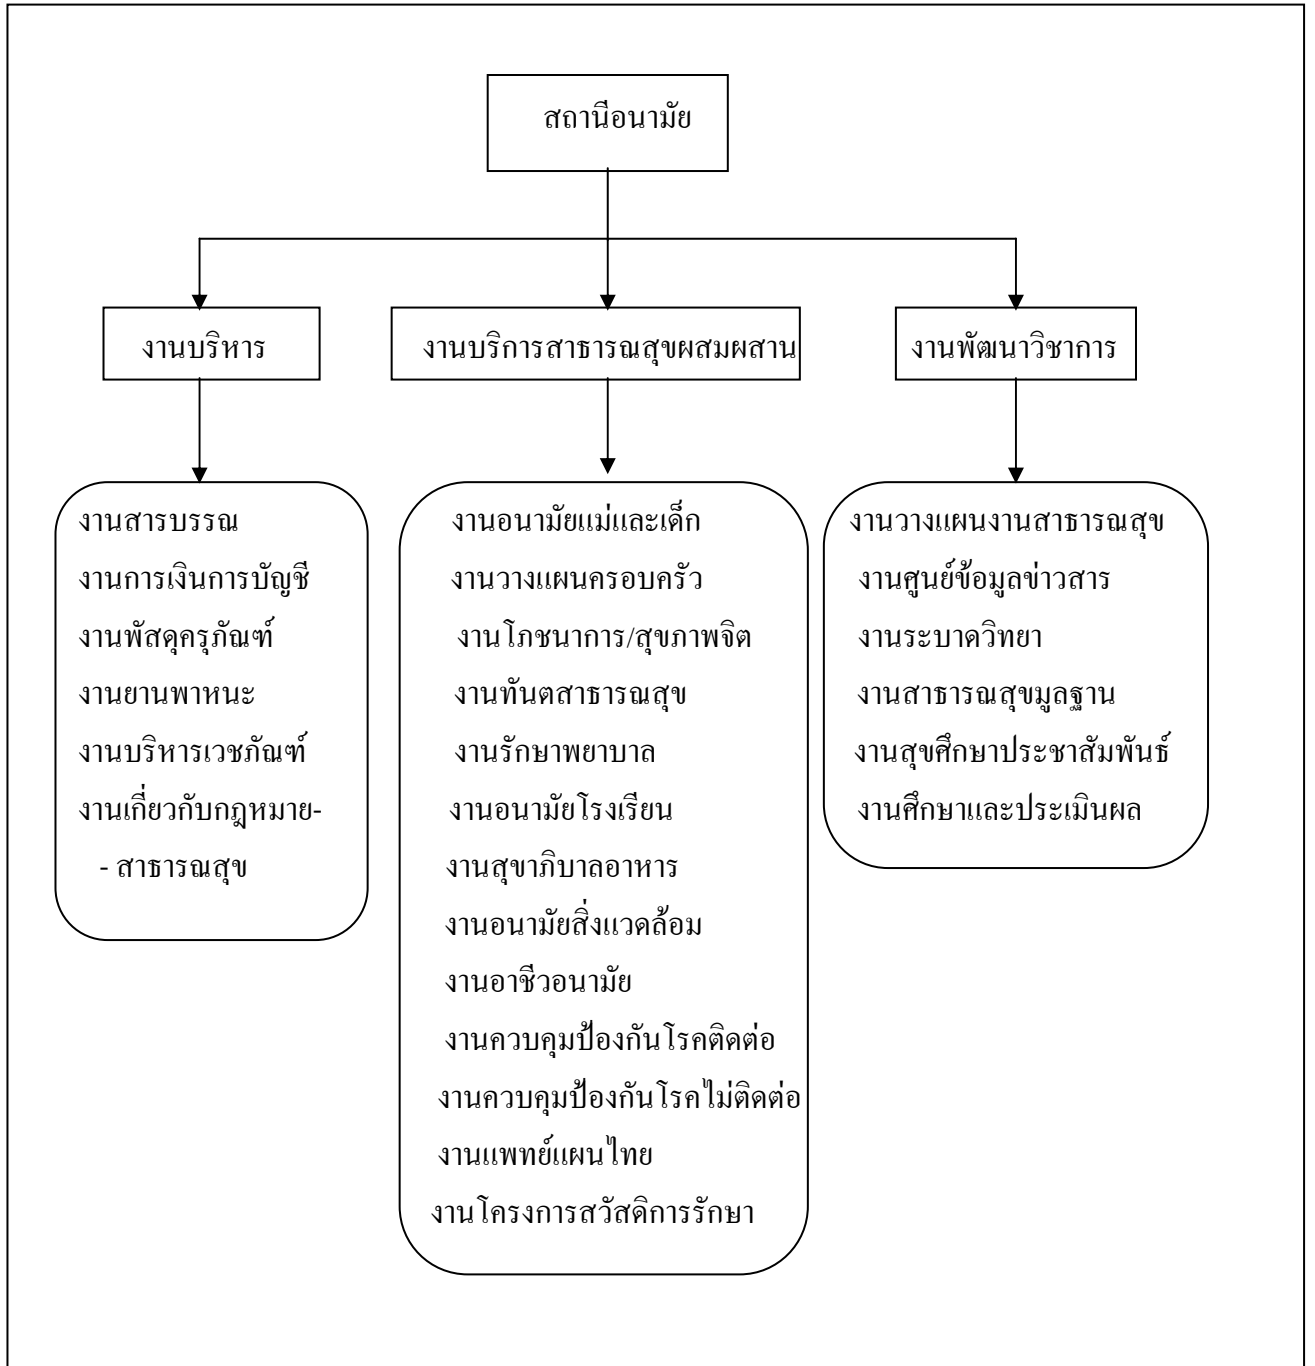 สถานีอนามัย
งานบริหาร
งานบริการสาธารณสุขผสมผสาน
งานพัฒนาวิชาการ
งานสารบรรณ
งานการเงินการบัญชี
งานพัสดุครุภัณฑ์
งานยานพาหนะ
งานบริหารเวชภัณฑ์
งานเกี่ยวกับกฎหมาย-
- สาธารณสุข
งานอนามัยแม่และเด็ก
งานวางแผนครอบครัว
งานโภชนาการ/สุขภาพจิต
งานทันตสาธารณสุข
งานรักษาพยาบาล
งานอนามัยโรงเรียน
งานสุขาภิบาลอาหาร
งานอนามัยสิ่งแวดล้อม
งานอาชีวอนามัย
งานควบคุมป้องกันโรคติดต่อ
งานควบคุมป้องกันโรคไม่ติดต่อ
งานแพทย์แผนไทย
งานโครงการสวัสดิการรักษา
งานวางแผนงานสาธารณสุข
งานศูนย์ข้อมูลข่าวสาร
งานระบาดวิทยา
งานสาธารณสุขมูลฐาน
งานสุขศึกษาประชาสัมพันธ์
งานศึกษาและประเมินผล